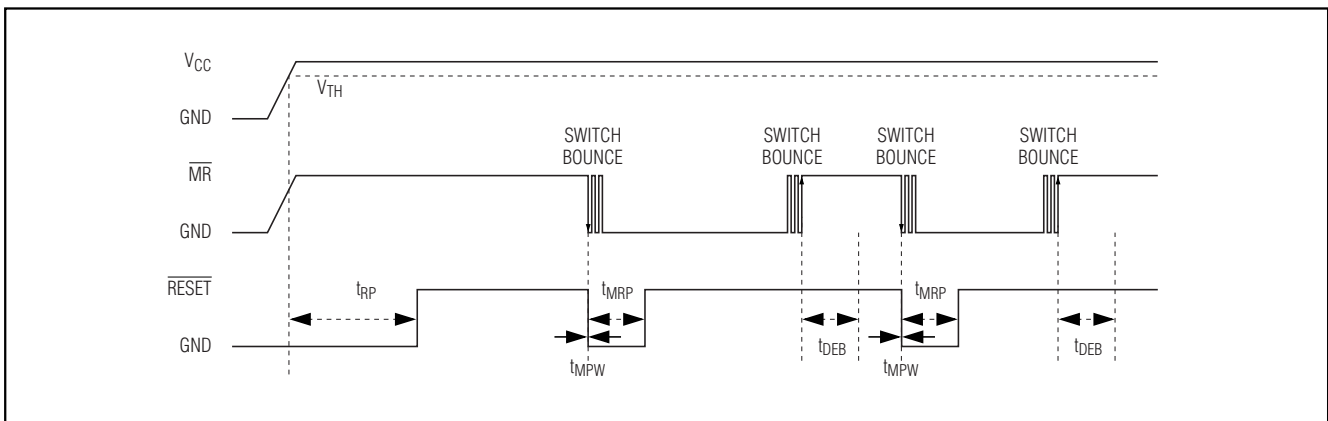 VCC
VTH
GND
SWITCH BOUNCE
SWITCH BOUNCE
SWITCH BOUNCE
SWITCH BOUNCE
MR
GND
RESET
tRP
tMRP
tMRP
GND
tDEB
tDEB
tMPW
tMPW